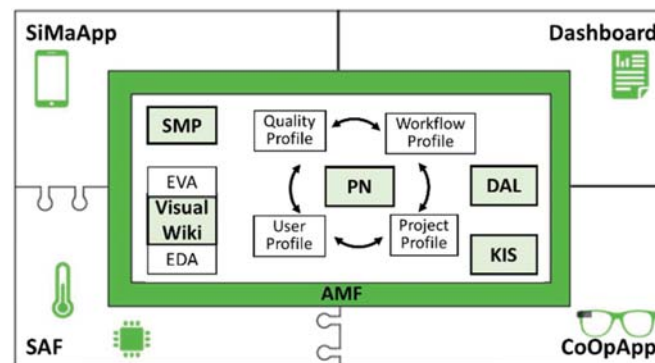 SiMaApp
Dashboard
SMP
Quality
Profile
Workflow
Profile
EVA
Visual
Wiki
EDA
PN
DAL
User
Profile
Project
Profile
KIS
AMF
SAF
CoOpApp